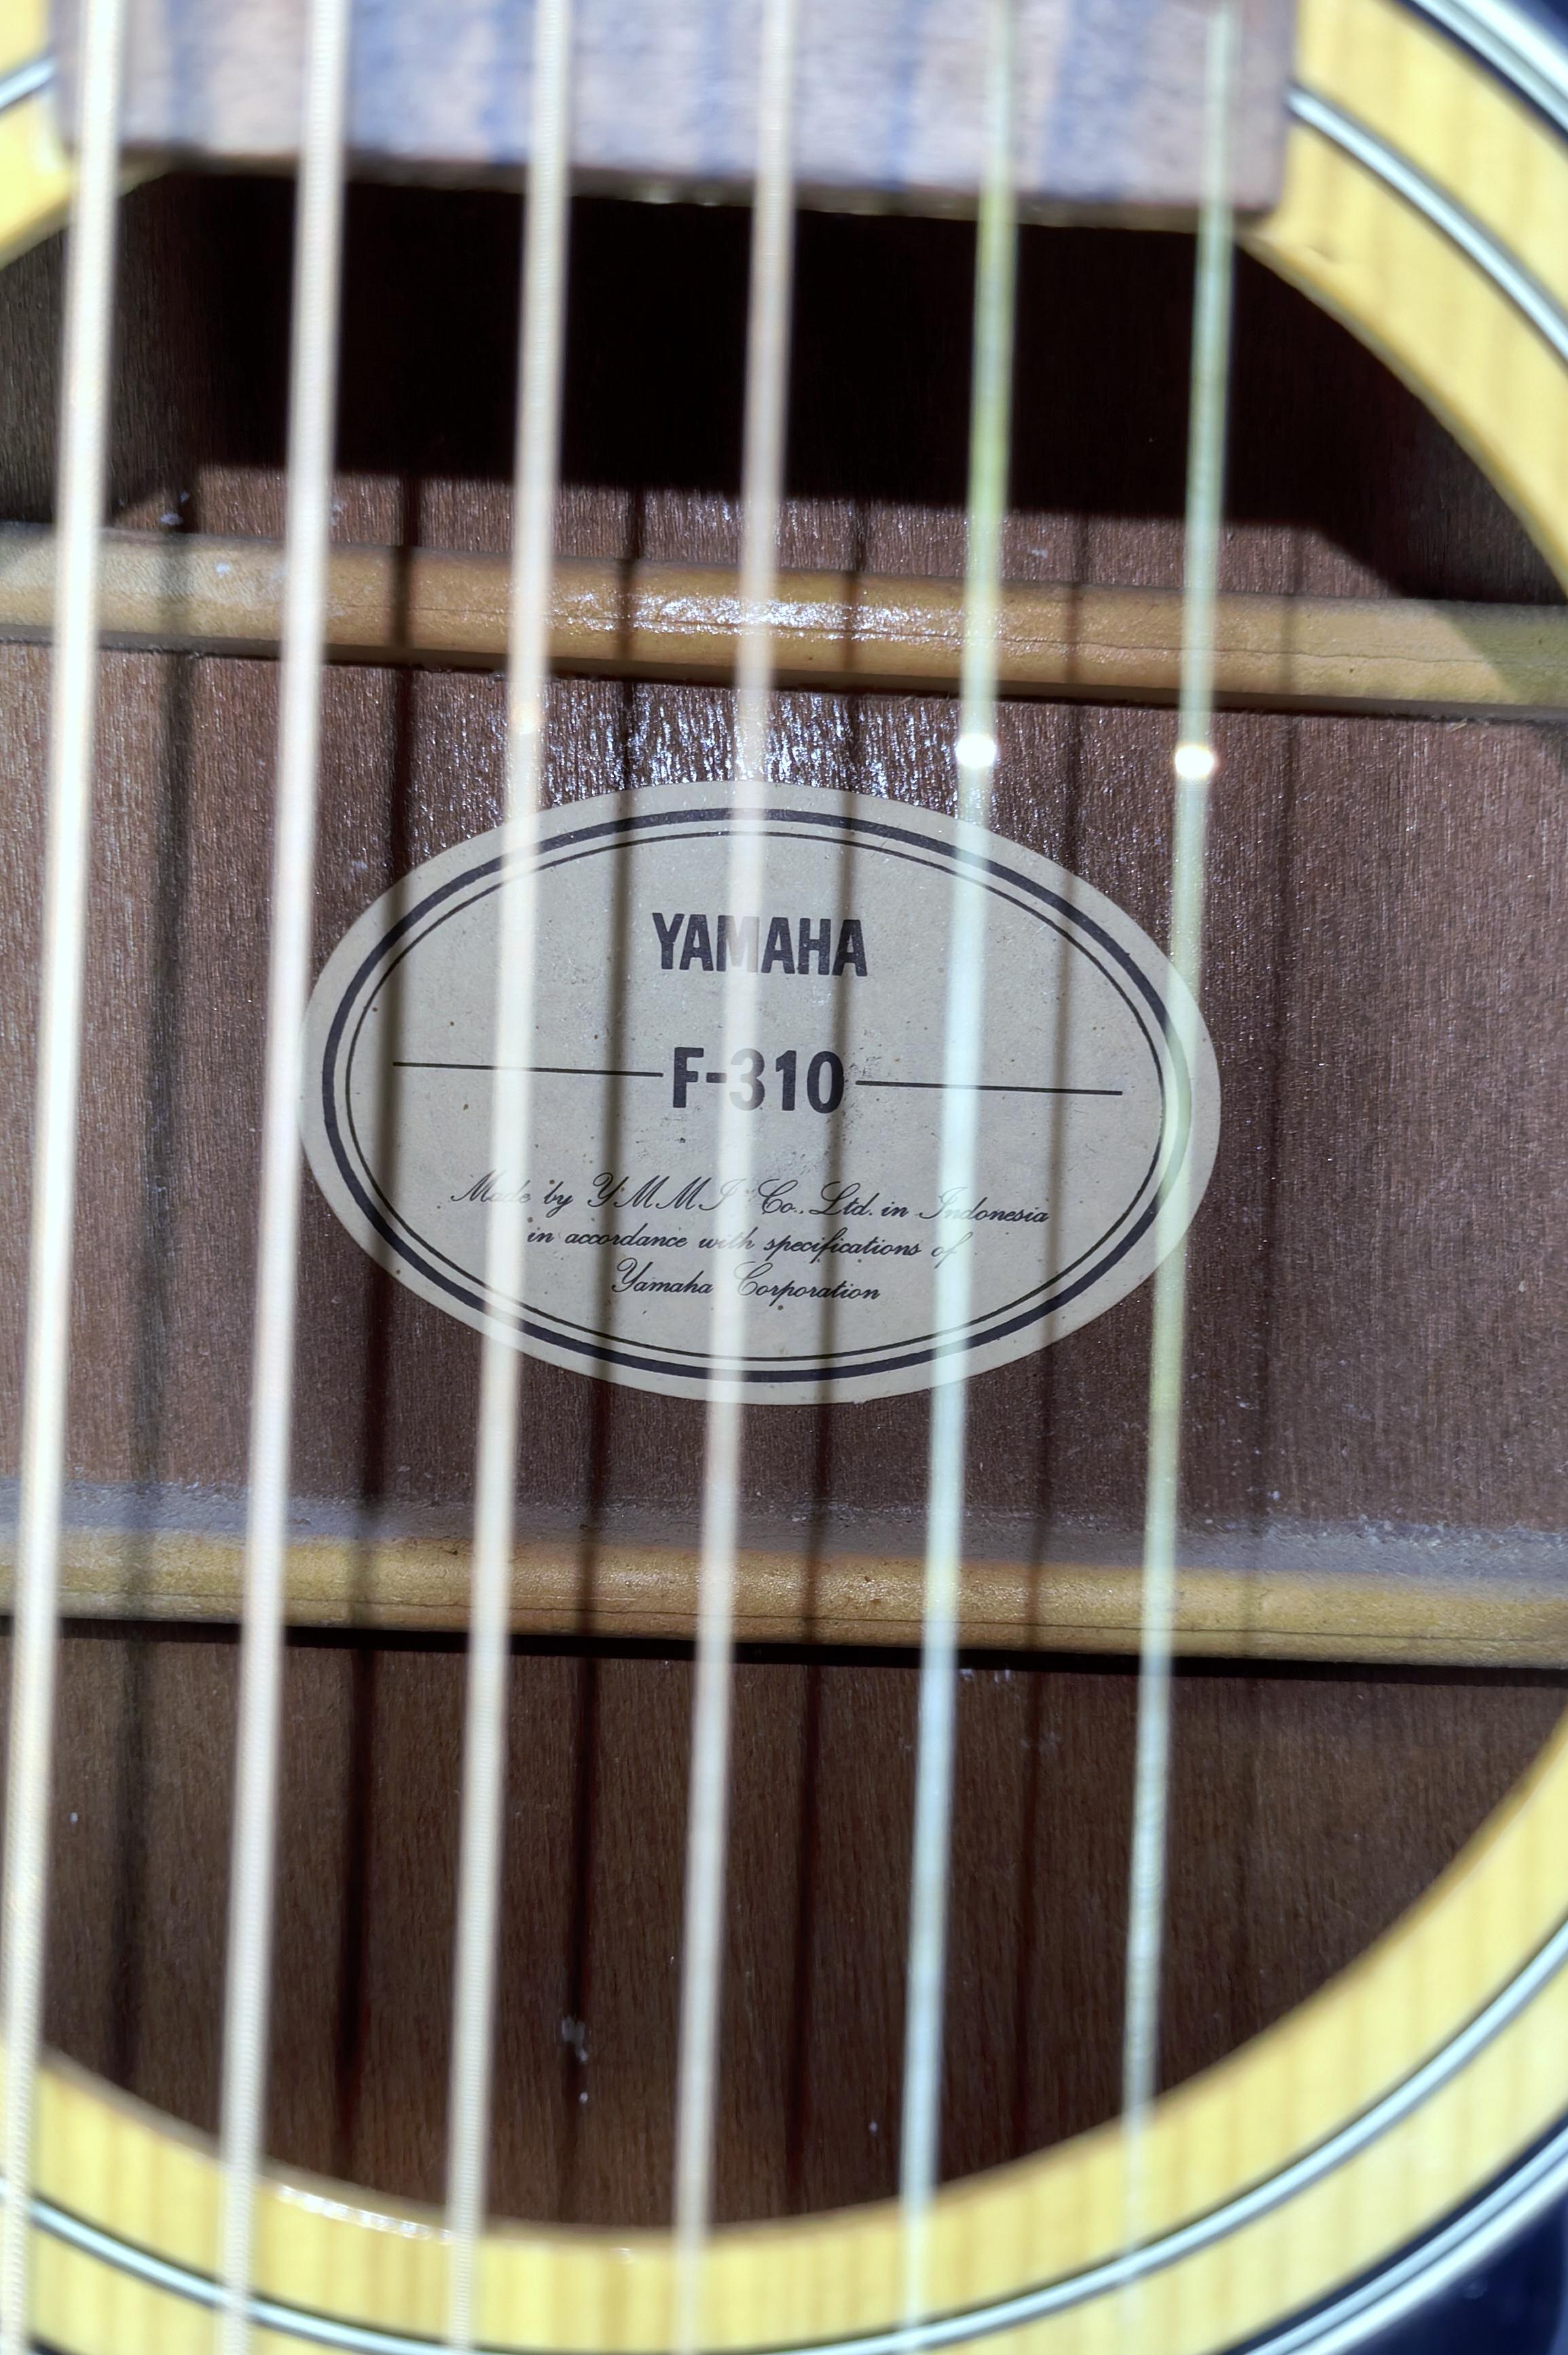 YAMAHA
F-310
Made by YMMI Co., Ltd. in Indonesia
in accordance with specifications of
Yamaha Corporation